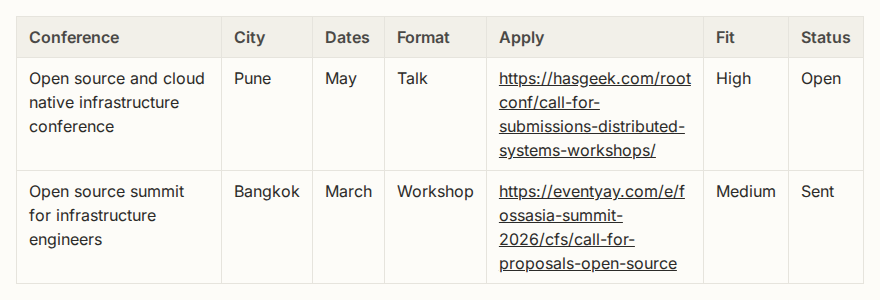 Conference City Dates Format Apply Fit Status
Open source and cloud Pune May Talk https://hasgeek.com/root High Open
native infrastructure conf/call-for-
conference submissions-distributed-
systems-workshops/
Open source summit Bangkok March Workshop https://eventyay.com/e/f Medium Sent
for infrastructure ossasia-summit-
engineers 2026/cfs/call-for-
proposals-open-source